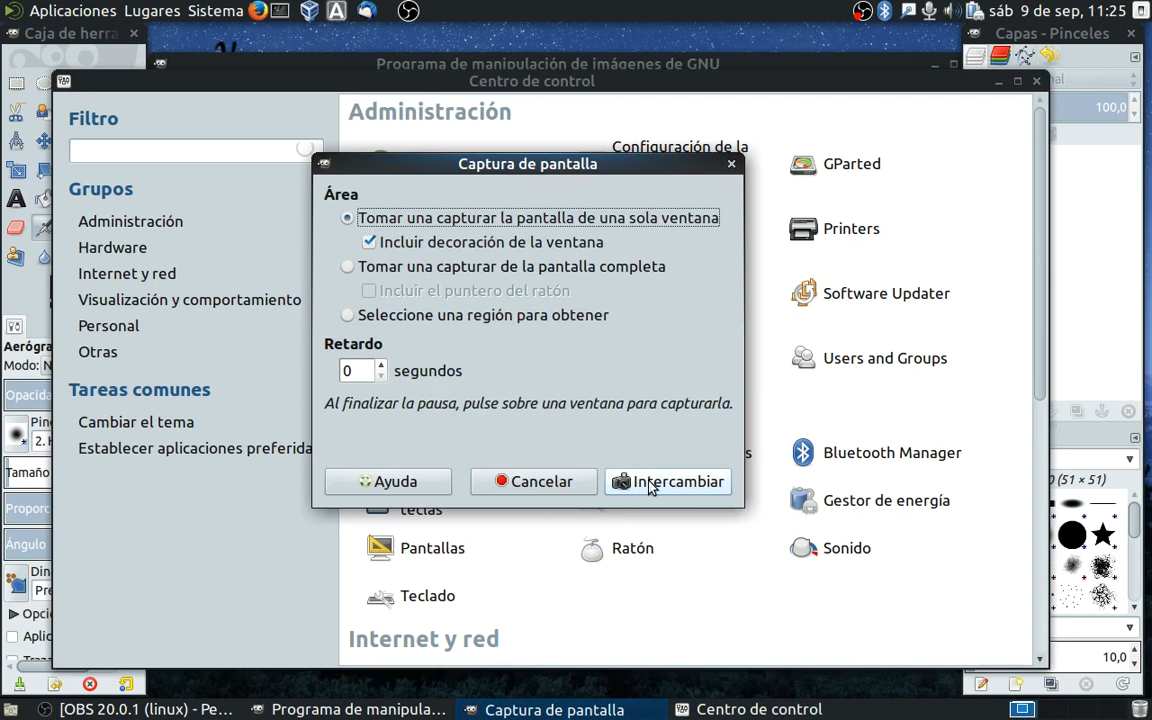 Aplicaciones Lugares Sistema
sáb 9 de sep, 11:25
Caja de herra
Programa de manipulación de imágenes de GNU
Capas - Pinceles
Centro de control
100,0
Filtro
Grupos
Administración
Hardware
Internet y red
Visualización y comportamiento
Personal
Otras
Tareas comunes
Cambiar el tema
Establecer aplicaciones preferida
Administración
Configuración de la
GParted
Printers
Software Updater
Users and Groups
Bluetooth Manager
Gestor de energía
teclas
Pantallas
Ratón
Sonido
Teclado
Internet y red
Captura de pantalla
Área
Tomar una capturar la pantalla de una sola ventana
Incluir decoración de la ventana
Tomar una capturar de la pantalla completa
Incluir el puntero del ratón
Seleccione una región para obtener
Retardo
0 segundos
Al finalizar la pausa, pulse sobre una ventana para capturarla.
Ayuda
Cancelar
Intercambiar
Aerógr
Modo: N
Opacida
Pin
2. H
Tamaño
Proporc
Ángulo
Din
Pre
Opci
Aplic
(51 × 51)
10,0
[OBS 20.0.1 (linux) - Pe...
Programa de manipula...
Captura de pantalla
Centro de control